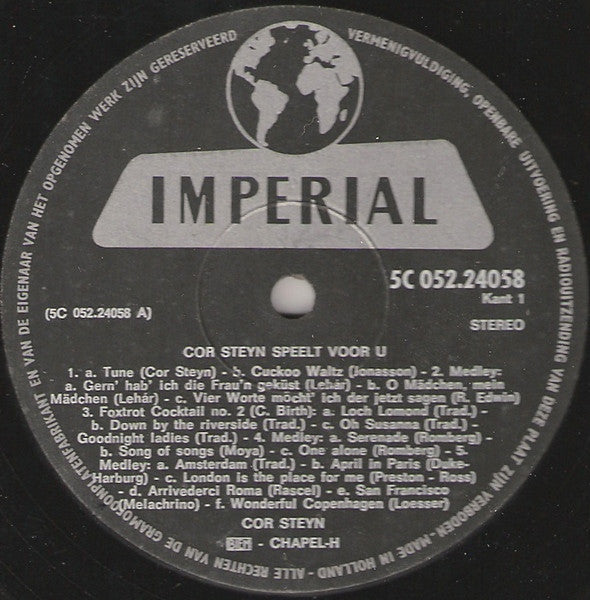 ALLE RECHTEN VAN DE GRAMOFOONPLATENFABRIKANT EN VAN DE EIGENAAR VAN HET OPGENOMEN WERK ZIJN GERESERVEERD
VERMENIGVULDIGING, OPENBARE UITVOERING EN RADIOUITZENDING VAN DEZE PLAAT ZIJN VERBODEN - MADE IN HOLLAND -
IMPERIAL
5C 052.24058
Kant 1
(5C 052.24058 A)
STEREO
COR STEYN SPEELT VOOR U
1. a. Tune (Cor Steyn) - b. Cuckoo Waltz (Jonasson) - 2. Medley:
a. Gern' hab' ich die Frau'n geküst (Lehár) - b. O Mädchen, mein
Mädchen (Lehár) - c. Vier Worte möcht' ich der jetzt sagen (R. Edwin)
3. Foxtrot Cocktail no. 2 (C. Birth): a. Loch Lomond (Trad.) -
b. Down by the riverside (Trad.) - c. Oh Susanna (Trad.) - d.
Goodnight ladies (Trad.) - 4. Medley: a. Serenade (Romberg) -
b. Song of songs (Moya) - c. One alone (Romberg) - 5.
Medley: a. Amsterdam (Trad.) - b. April in Paris (Duke-
Harburg) - c. London is the place for me (Preston - Ross)
- d. Arrivederci Roma (Rascel) - e. San Francisco
(Melachrino) - f. Wonderful Copenhagen (Loesser)
COR STEYN
- CHAPEL-H